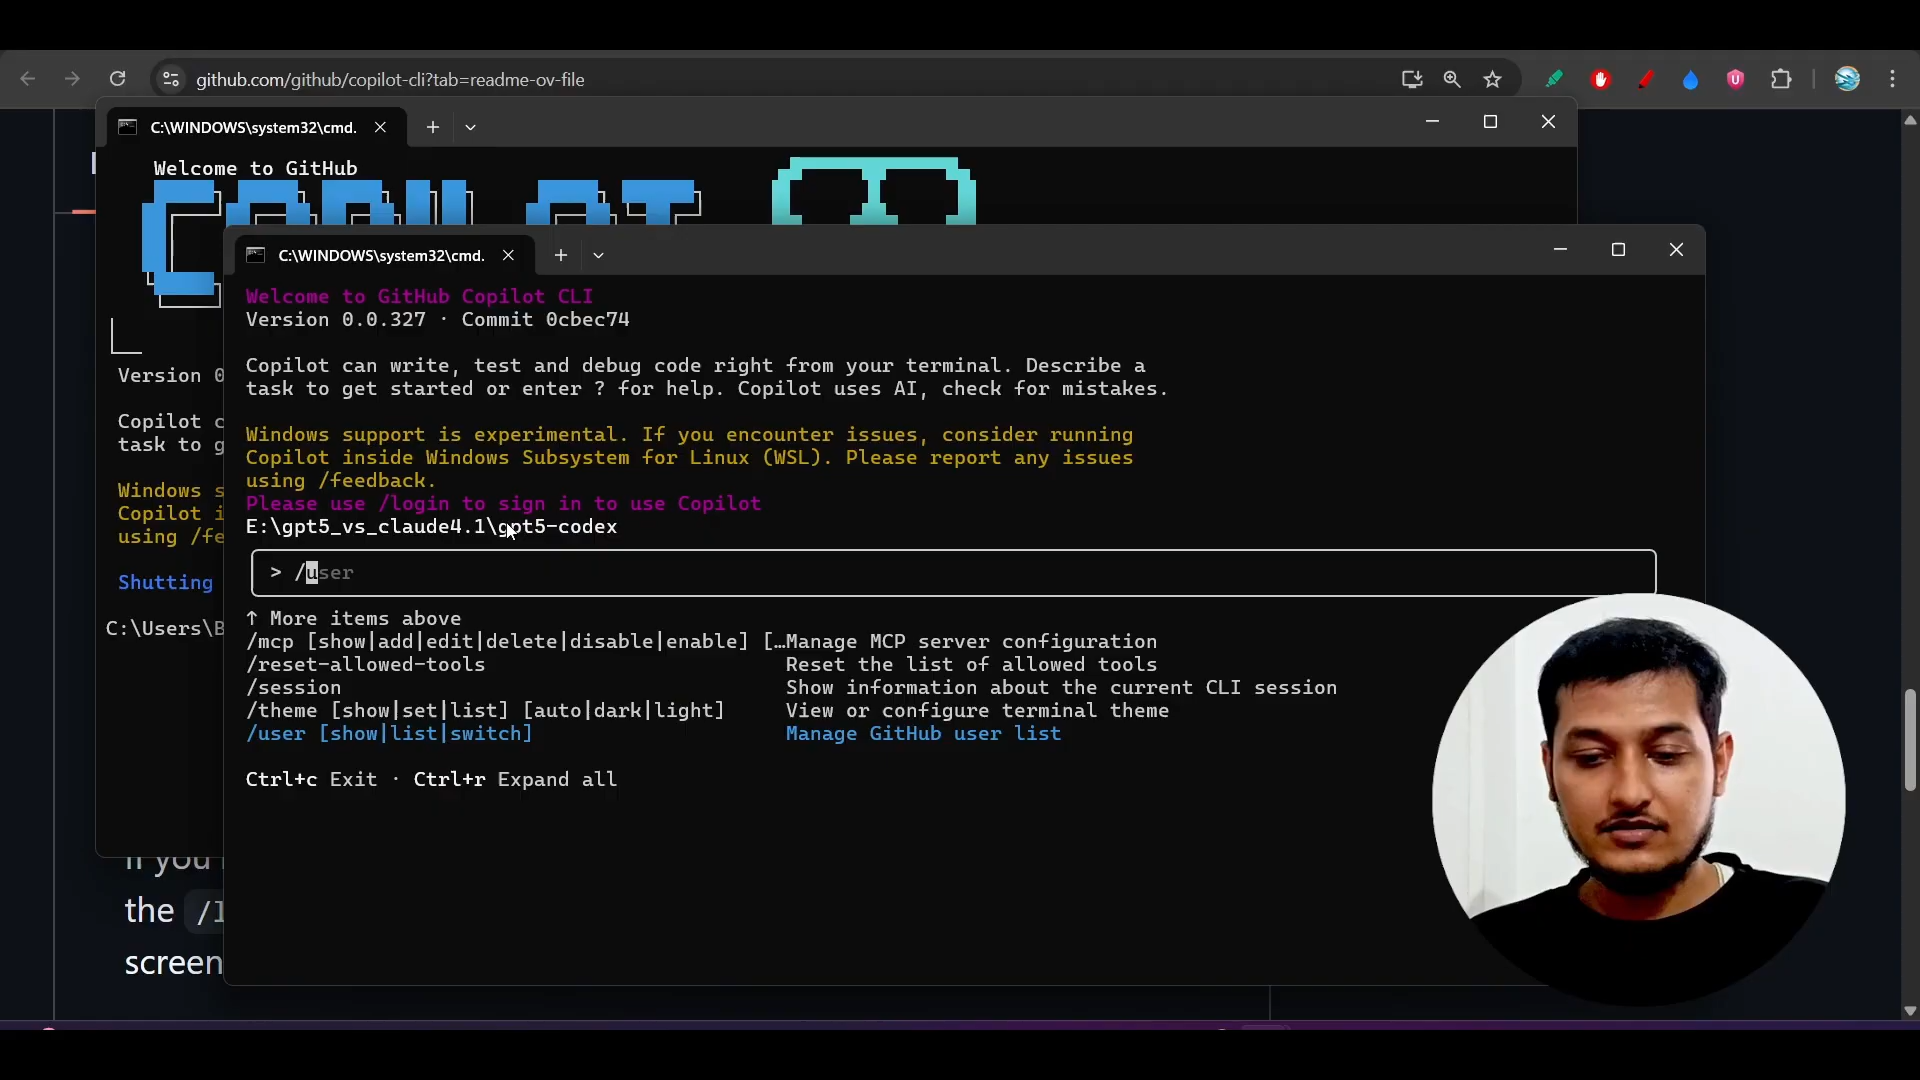 github.com/github/copilot-cli?tab=readme-ov-file
C:\WINDOWS\system32\cmd.
Welcome to GitHub
COPILOT
C:\WINDOWS\system32\cmd.
Welcome to GitHub Copilot CLI
Version 0.0.327 · Commit 0cbec74
Version 0
Copilot can write, test and debug code right from your terminal. Describe a
task to get started or enter ? for help. Copilot uses AI, check for mistakes.
Copilot c
task to g
Windows support is experimental. If you encounter issues, consider running
Copilot inside Windows Subsystem for Linux (WSL). Please report any issues
using /feedback.
Windows s
Copilot i
using /fe
Please use /login to sign in to use Copilot
E:\gpt5_vs_claude4.1\gpt5-codex
> /user
Shutting
C:\Users\B
↑ More items above
/mcp [show|add|edit|delete|disable|enable] […Manage MCP server configuration
/reset-allowed-tools Reset the list of allowed tools
/session Show information about the current CLI session
/theme [show|set|list] [auto|dark|light] View or configure terminal theme
/user [show|list|switch] Manage GitHub user list
Ctrl+c Exit · Ctrl+r Expand all
If you
the /l
screen